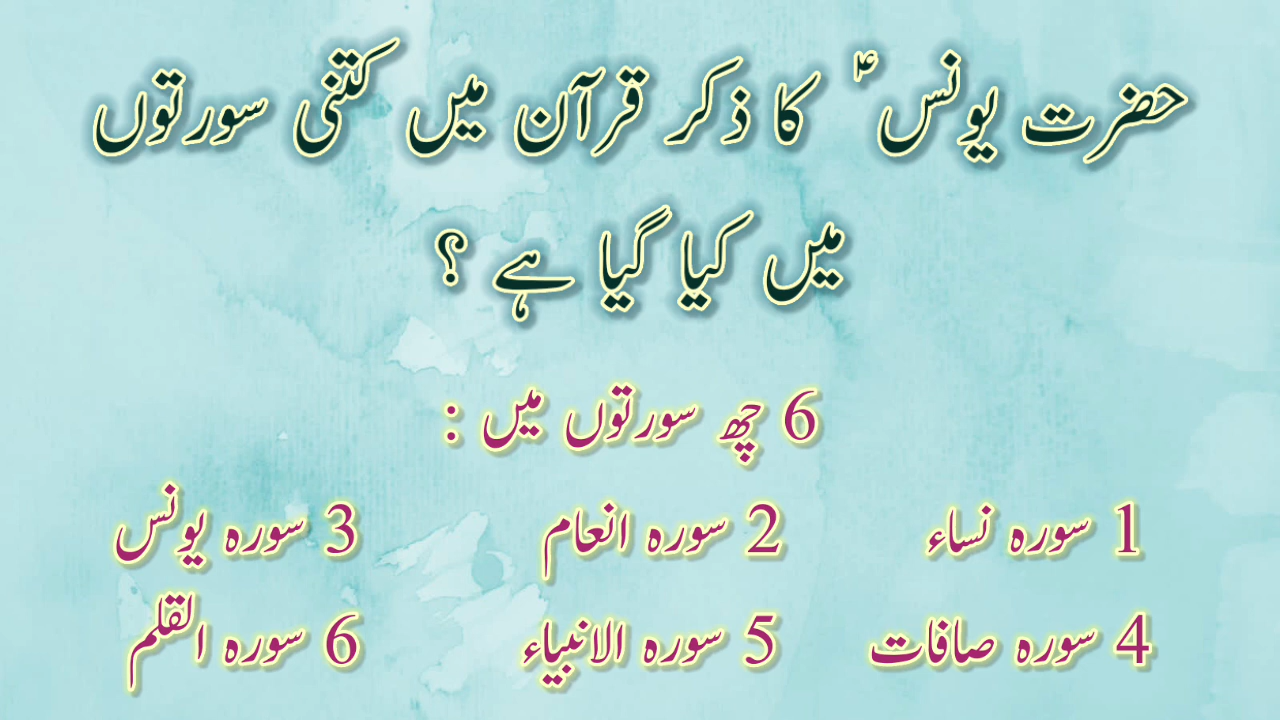 حضرت یونسؑ کا ذکر قرآن میں کتنی سورتوں
میں کیا گیا ہے ؟
6 چھ سورتوں میں :
1 سورہ نساء 2 سورہ انعام 3 سورہ یونس
4 سورہ صافات 5 سورہ الانبیاء 6 سورہ القلم